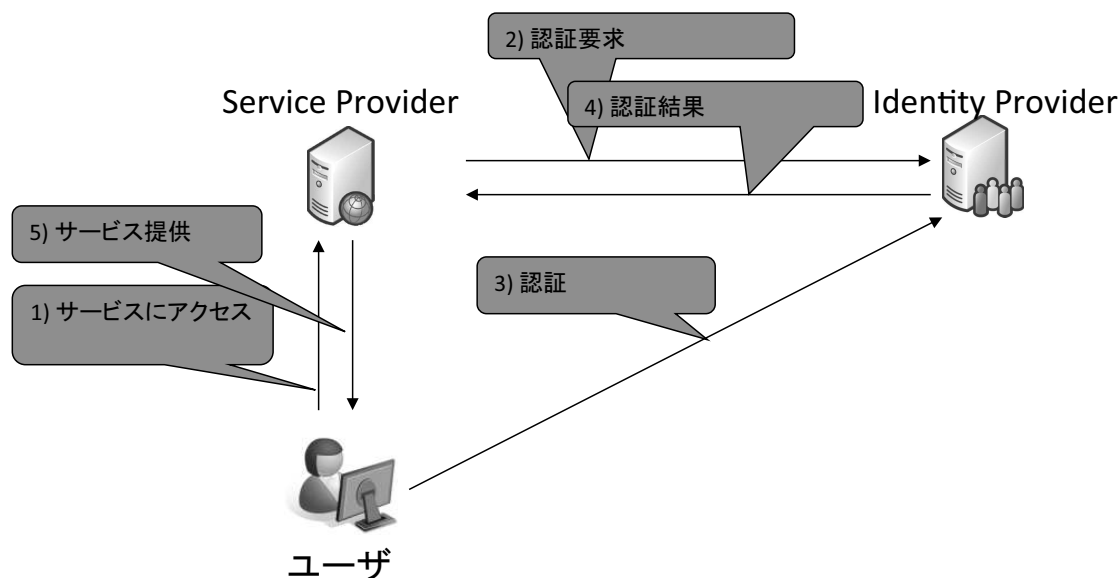 2) 認証要求
Service Provider
4) 認証結果
Identity Provider
5) サービス提供
3) 認証
1) サービスにアクセス
ユーザ